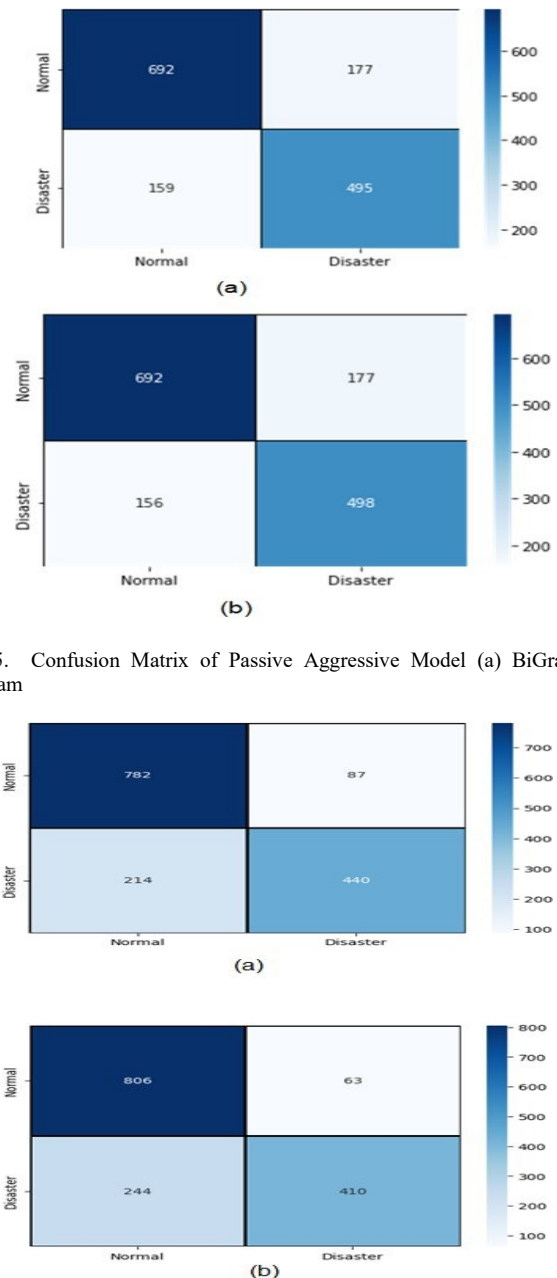 Normal 692 177 600
500
400
Disaster 159 495 300
200
Normal Disaster
(a)
Normal 692 177 600
500
400
Disaster 156 498 300
200
Normal Disaster
(b)
5. Confusion Matrix of Passive Aggressive Model (a) BiGra
am
Normal 782 87 700
600
500
400
Disaster 214 440 300
200
100
Normal Disaster
(a)
Normal 806 63 800
700
600
500
400
Disaster 244 410 300
200
100
Normal Disaster
(b)